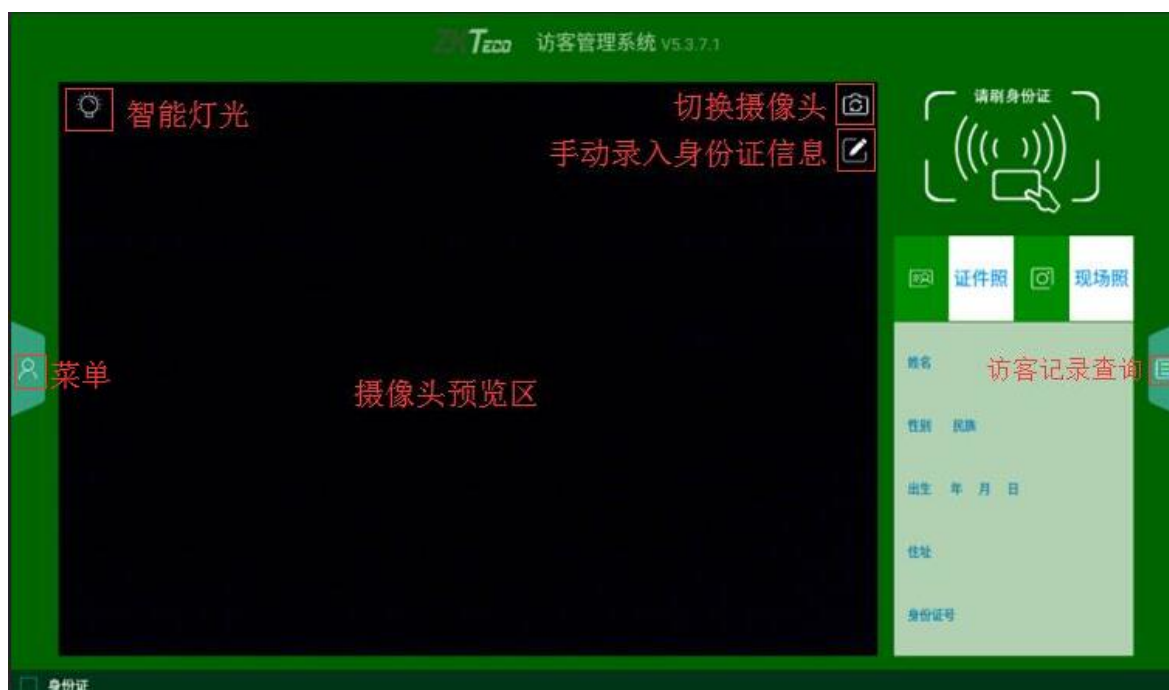 ZKTeco 访客管理系统 V5.3.7.1
智能灯光
切换摄像头
手动录入身份证信息
请刷身份证
证件照 现场照
菜单
摄像头预览区
姓名
访客记录查询
性别 民族
出生 年 月 日
住址
身份证号
身份证